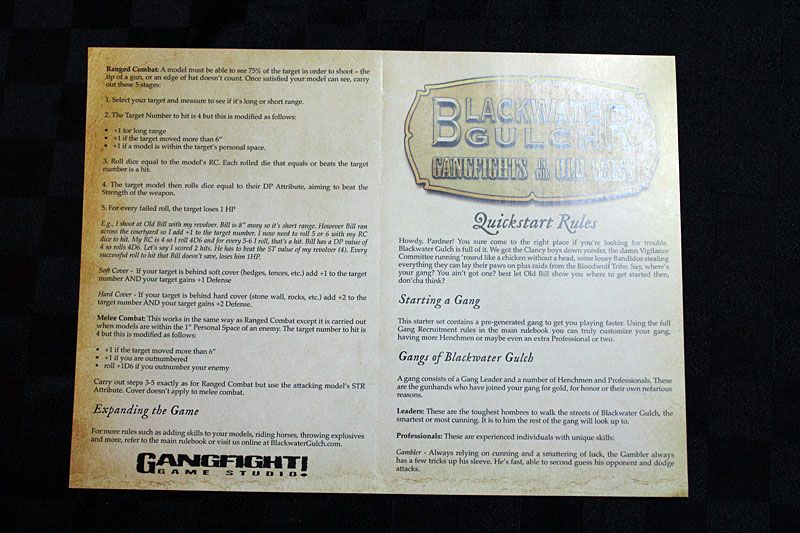 Ranged Combat: A model must be able to see 75% of the target in order to shoot – the
tip of a gun, or an edge of hat doesn't count. Once satisfied your model can see, carry
out these 5 stages:
1. Select your target and measure to see if it's long or short range.
2. The Target Number to hit is 4 but this is modified as follows:
• +1 for long range
• +1 if the target moved more than 6"
• +1 if a model is within the target's personal space.
3. Roll dice equal to the model's RC. Each rolled die that equals or beats the target
number is a hit.
4. The target model then rolls dice equal to their DP Attribute, aiming to beat the
Strength of the weapon.
5. For every failed roll, the target loses 1 HP
E.g., I shoot at Old Bill with my revolver. Bill is 8" away so it's short range. However Bill ran
across the courtyard so I add +1 to the target number. I now need to roll 5 or 6 with my RC
dice to hit. My RC is 4 so I roll 4D6 and for every 5-6 I roll, that's a hit. Bill has a DP value of
4 so rolls 4D6. Let's say I scored 2 hits. He has to beat the ST value of my revolver (4). Every
successful roll to hit that Bill doesn't save, loses him 1HP.
Soft Cover - If your target is behind soft cover (hedges, fences, etc.) add +1 to the target
number AND your target gains +1 Defense
Hard Cover - If your target is behind hard cover (stone wall, rocks, etc.) add +2 to the
target number AND your target gains +2 Defense.
Melee Combat: This works in the same way as Ranged Combat except it is carried out
when models are within the 1" Personal Space of an enemy. The target number to hit is
4 but this is modified as follows:
• +1 if the target moved more than 6"
• +1 if you are outnumbered
• roll +1D6 if you outnumber your enemy
Carry out steps 3-5 exactly as for Ranged Combat but use the attacking model's STR
Attribute. Cover doesn't apply to melee combat.
Expanding the Game
For more rules such as adding skills to your models, riding horses, throwing explosives
and more, refer to the main rulebook or visit us online at BlackwaterGulch.com.
GANGFIGHT!
GAME STUDIO
BLACKWATER
GULCH
GANGFIGHTS IN THE OLD WEST
Quickstart Rules
Howdy, Pardner! You sure come to the right place if you're looking for trouble.
Blackwater Gulch is full of it. We got the Clancy boys down yonder, the damn Vigilance
Committee running 'round like a chicken without a head, some lousy Bandidos stealing
everything they can lay their paws on plus raids from the Bloodwolf Tribe. Say, where's
your gang? You ain't got one? best let Old Bill show you where to get started then,
don'cha think?
Starting a Gang
This starter set contains a pre-generated gang to get you playing faster. Using the full
Gang Recruitment rules in the main rulebook you can truly customize your gang,
having more Henchmen or maybe even an extra Professional or two.
Gangs of Blackwater Gulch
A gang consists of a Gang Leader and a number of Henchmen and Professionals. These
are the gunhands who have joined your gang for gold, for honor or their own nefarious
reasons.
Leaders: These are the toughest hombres to walk the streets of Blackwater Gulch, the
smartest or most cunning. It is to him the rest of the gang will look up to.
Professionals: These are experienced individuals with unique skills:
Gambler - Always relying on cunning and a smattering of luck, the Gambler always
has a few tricks up his sleeve. He's fast, able to second guess his opponent and dodge
attacks.